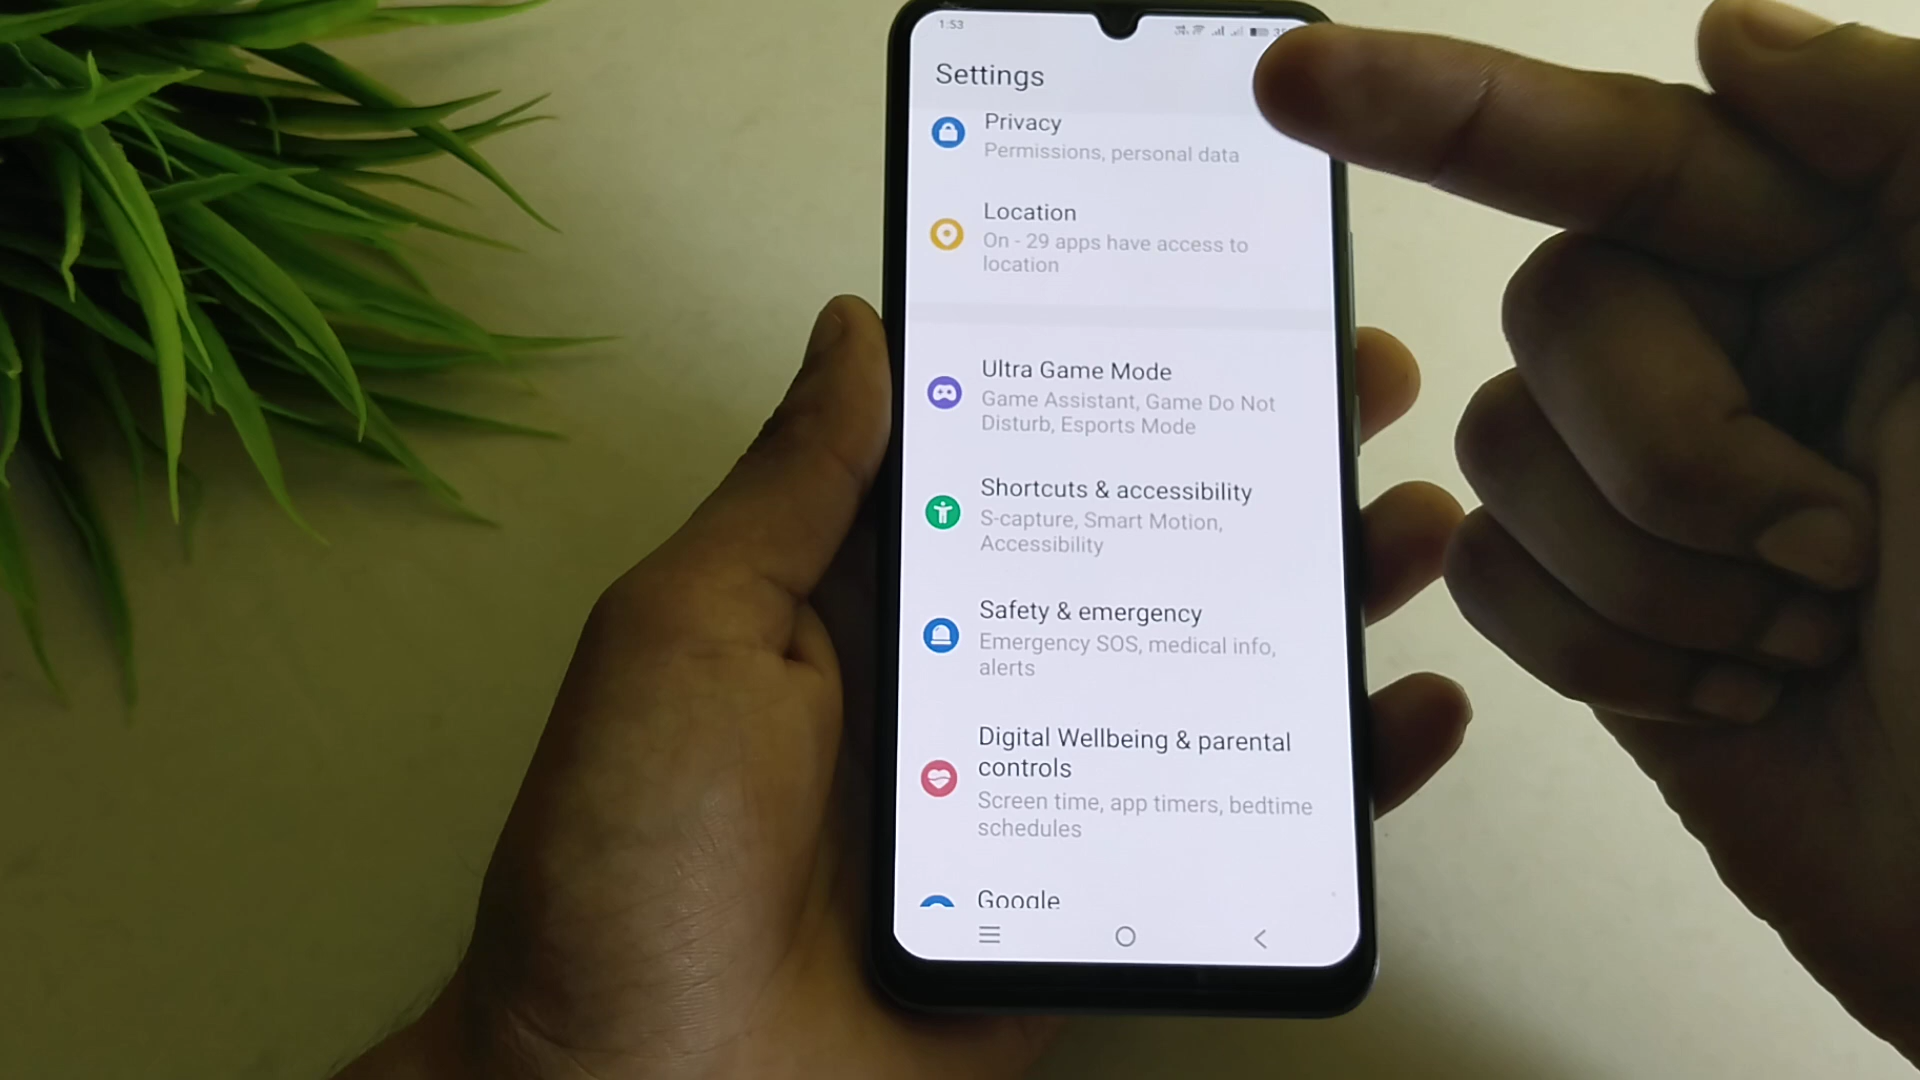 1:53
Settings
Privacy
Permissions, personal data
Location
On - 29 apps have access to
location
Ultra Game Mode
Game Assistant, Game Do Not
Disturb, Esports Mode
Shortcuts & accessibility
S-capture, Smart Motion,
Accessibility
Safety & emergency
Emergency SOS, medical info,
alerts
Digital Wellbeing & parental
controls
Screen time, app timers, bedtime
schedules
Google